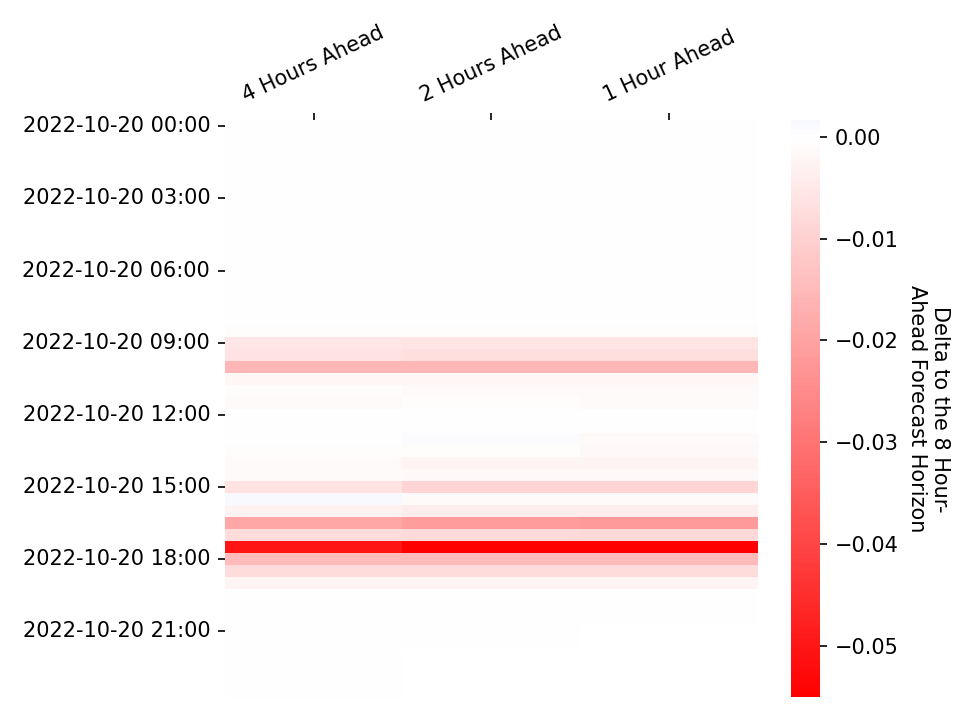 4 Hours Ahead
2 Hours Ahead
1 Hour Ahead
2022-10-20 00:00
2022-10-20 03:00
2022-10-20 06:00
2022-10-20 09:00
2022-10-20 12:00
2022-10-20 15:00
2022-10-20 18:00
2022-10-20 21:00
0.00
−0.01
−0.02
−0.03
−0.04
−0.05
Delta to the 8 Hour-
Ahead Forecast Horizon